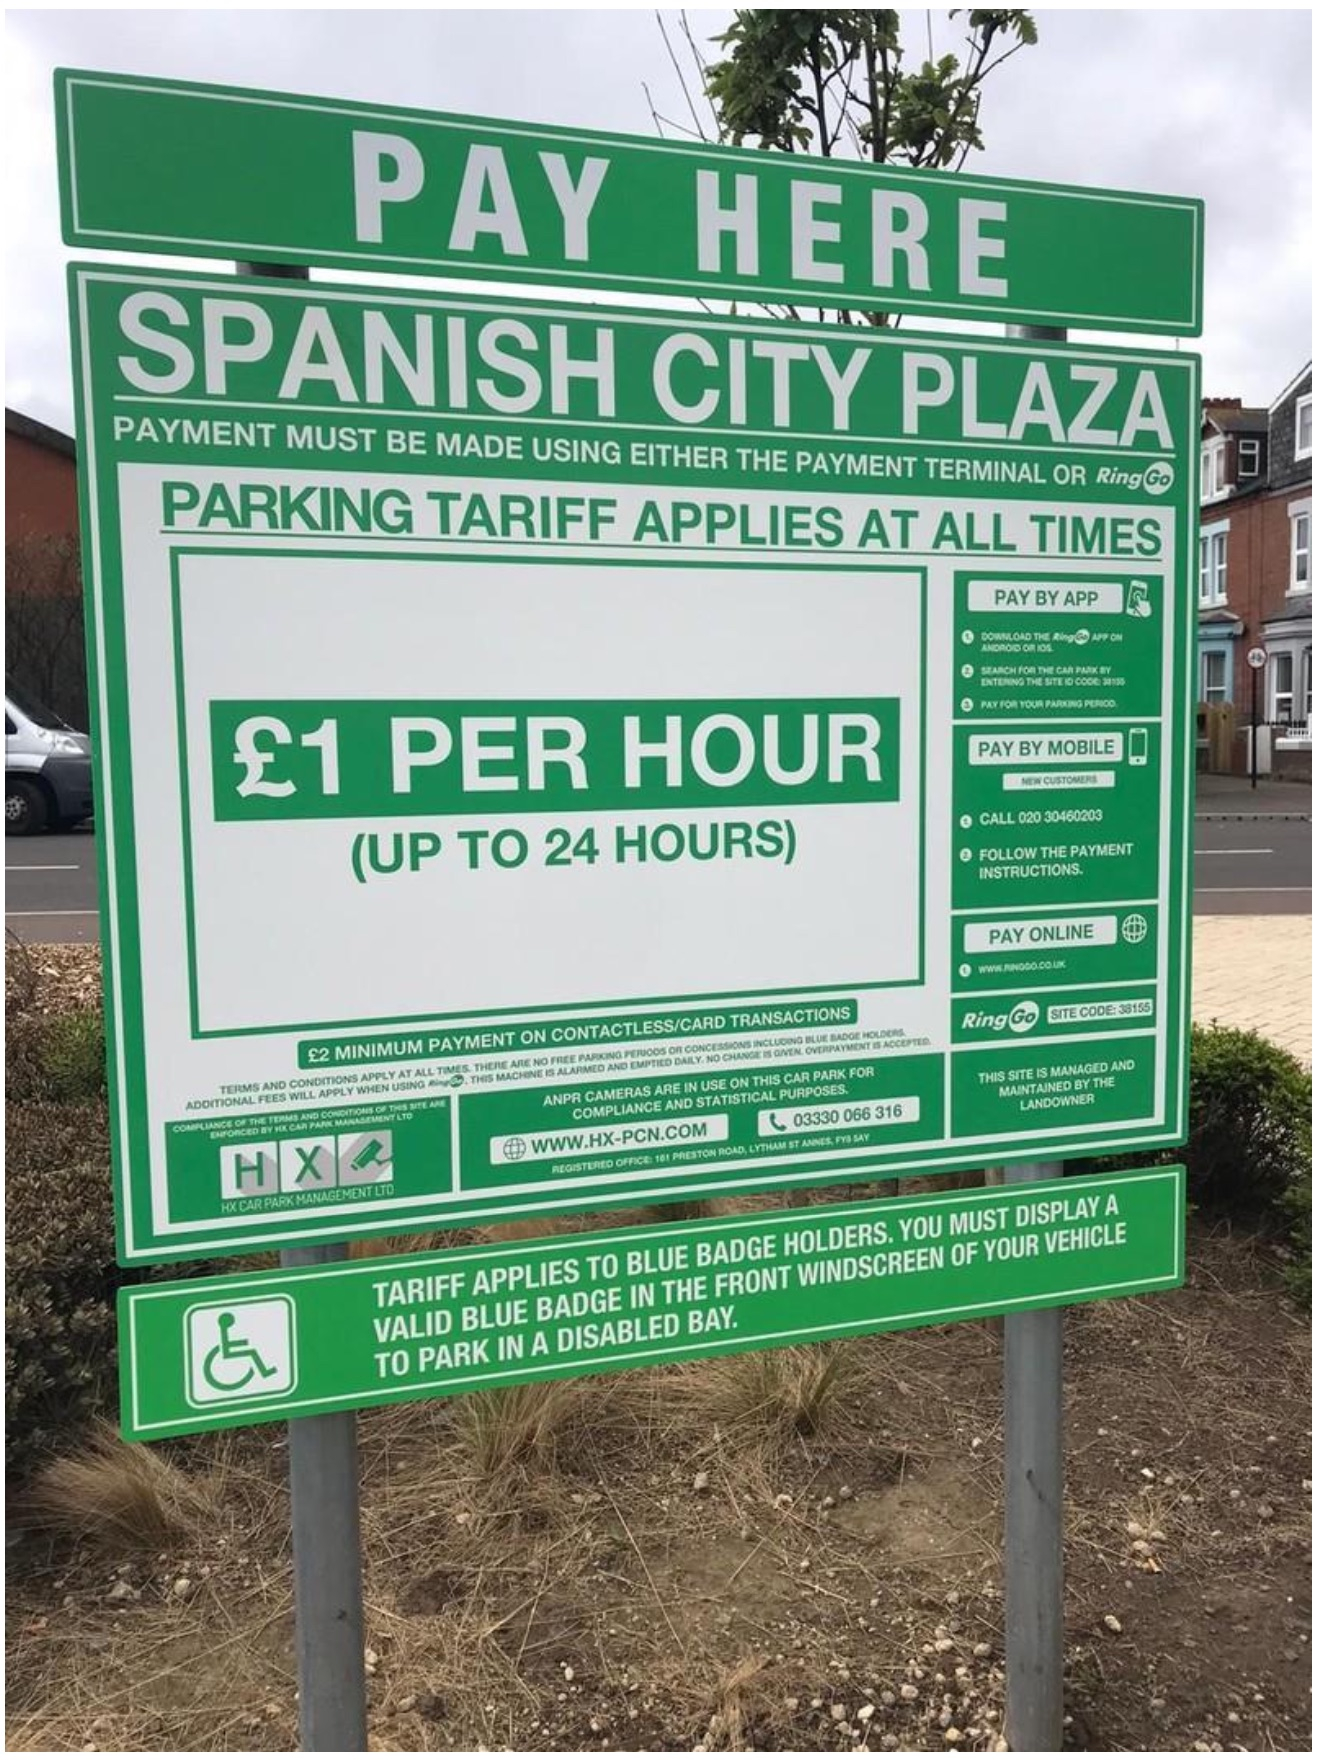 PAY HERE
SPANISH CITY PLAZA
PAYMENT MUST BE MADE USING EITHER THE PAYMENT TERMINAL OR RingGo
PARKING TARIFF APPLIES AT ALL TIMES
£1 PER HOUR
(UP TO 24 HOURS)
PAY BY APP
1. DOWNLOAD THE RingGo APP ON
ANDROID OR IOS.
2. SEARCH FOR THE CAR PARK BY
ENTERING THE SITE ID CODE: 38155
3. PAY FOR YOUR PARKING PERIOD.
PAY BY MOBILE
NEW CUSTOMERS
1. CALL 020 30460203
2. FOLLOW THE PAYMENT
INSTRUCTIONS.
PAY ONLINE
1. WWW.RINGGO.CO.UK
RingGo SITE CODE: 38155
£2 MINIMUM PAYMENT ON CONTACTLESS/CARD TRANSACTIONS
TERMS AND CONDITIONS APPLY AT ALL TIMES. THERE ARE NO FREE PARKING PERIODS OR CONCESSIONS INCLUDING BLUE BADGE HOLDERS.
ADDITIONAL FEES WILL APPLY WHEN USING RingGo. THIS MACHINE IS ALARMED AND EMPTIED DAILY. NO CHANGE IS GIVEN. OVERPAYMENT IS ACCEPTED.
COMPLIANCE OF THE TERMS AND CONDITIONS OF THIS SITE ARE
ENFORCED BY HX CAR PARK MANAGEMENT LTD
HX
HX CAR PARK MANAGEMENT LTD
ANPR CAMERAS ARE IN USE ON THIS CAR PARK FOR
COMPLIANCE AND STATISTICAL PURPOSES.
WWW.HX-PCN.COM
03330 066 316
REGISTERED OFFICE: 161 PRESTON ROAD, LYTHAM ST ANNES, FY8 5AY
THIS SITE IS MANAGED AND
MAINTAINED BY THE
LANDOWNER
TARIFF APPLIES TO BLUE BADGE HOLDERS. YOU MUST DISPLAY A
VALID BLUE BADGE IN THE FRONT WINDSCREEN OF YOUR VEHICLE
TO PARK IN A DISABLED BAY.